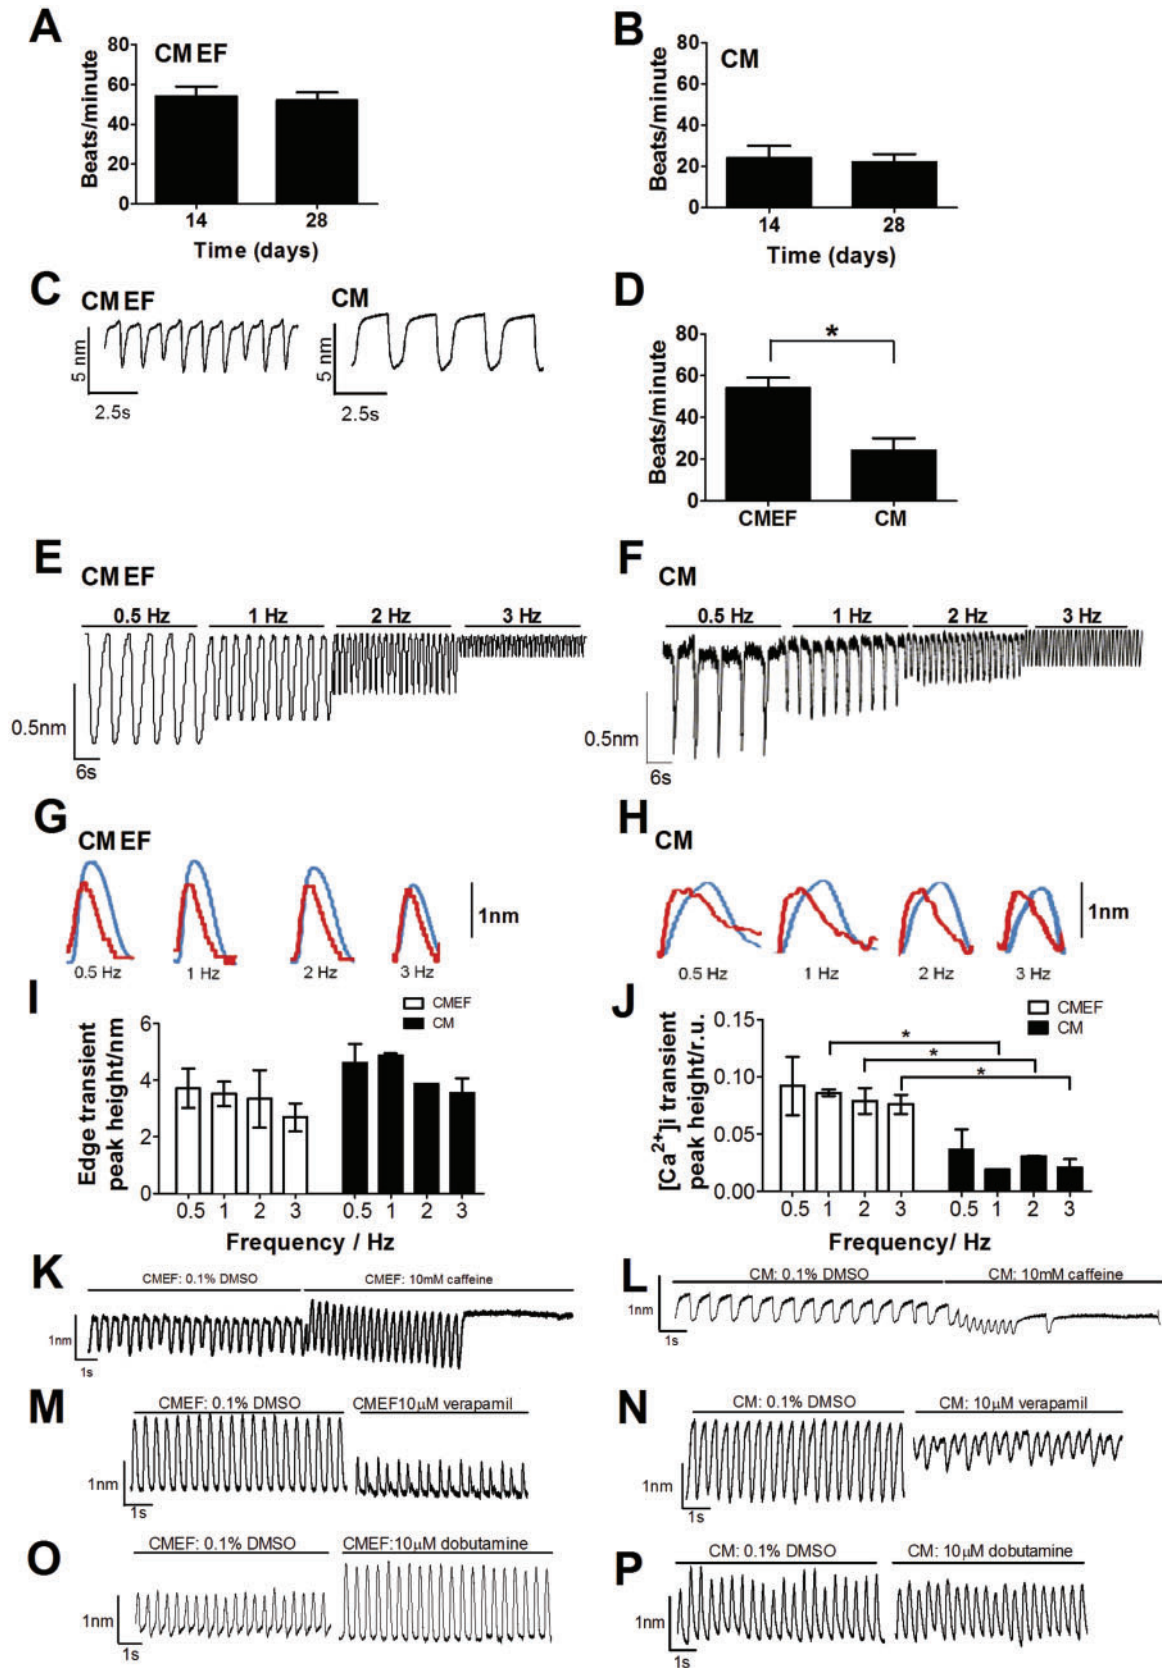 A
CMEF
Beats/minute
80
60
40
20
0
14
28
Time (days)
B
CM
Beats/minute
80
60
40
20
0
14
28
Time (days)
C
CMEF
5 nm
2.5s
CM
5 nm
2.5s
D
Beats/minute
80
60
40
20
0
*
CMEF
CM
E
CMEF
0.5 Hz
1 Hz
2 Hz
3 Hz
0.5nm
6s
F
CM
0.5 Hz
1 Hz
2 Hz
3 Hz
0.5nm
6s
G
CMEF
0.5 Hz
1 Hz
2 Hz
3 Hz
1nm
H
CM
0.5 Hz
1 Hz
2 Hz
3 Hz
1nm
I
Edge transient
peak height/nm
6
4
2
0
CMEF
CM
0.5 1 2 3
0.5 1 2 3
Frequency / Hz
J
[Ca²⁺]i transient
peak height/r.u.
0.15
0.10
0.05
0.00
CMEF
CM
*
*
*
0.5 1 2 3
0.5 1 2 3
Frequency/ Hz
K
CMEF: 0.1% DMSO
CMEF: 10mM caffeine
1nm
1s
L
CM: 0.1% DMSO
CM: 10mM caffeine
1nm
1s
M
CMEF: 0.1% DMSO
CMEF10μM verapamil
1nm
1s
N
CM: 0.1% DMSO
CM: 10μM verapamil
1nm
1s
O
CMEF: 0.1% DMSO
CMEF:10μM dobutamine
1nm
1s
P
CM: 0.1% DMSO
CM: 10μM dobutamine
1nm
1s